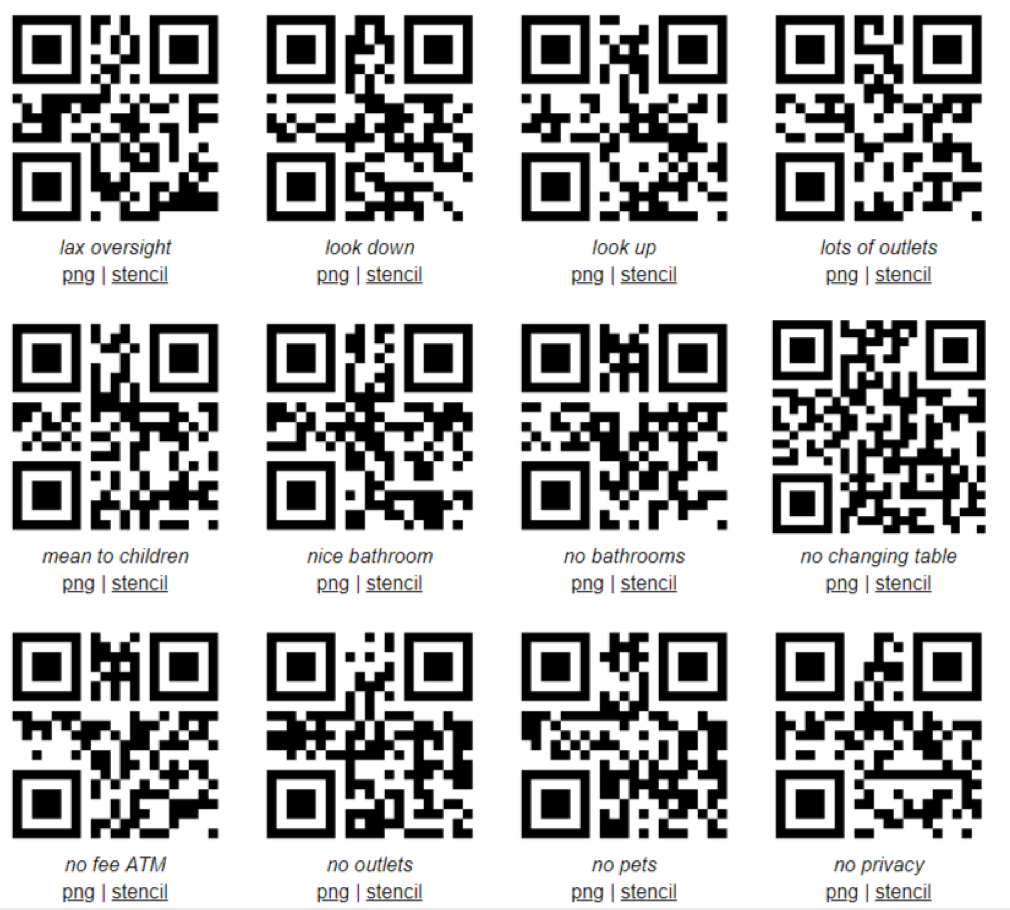 lax oversight look down look up lots of outlets
png | stencil png | stencil png | stencil png | stencil
mean to children nice bathroom no bathrooms no changing table
png | stencil png | stencil png | stencil png | stencil
no fee ATM no outlets no pets no privacy
png | stencil png | stencil png | stencil png | stencil